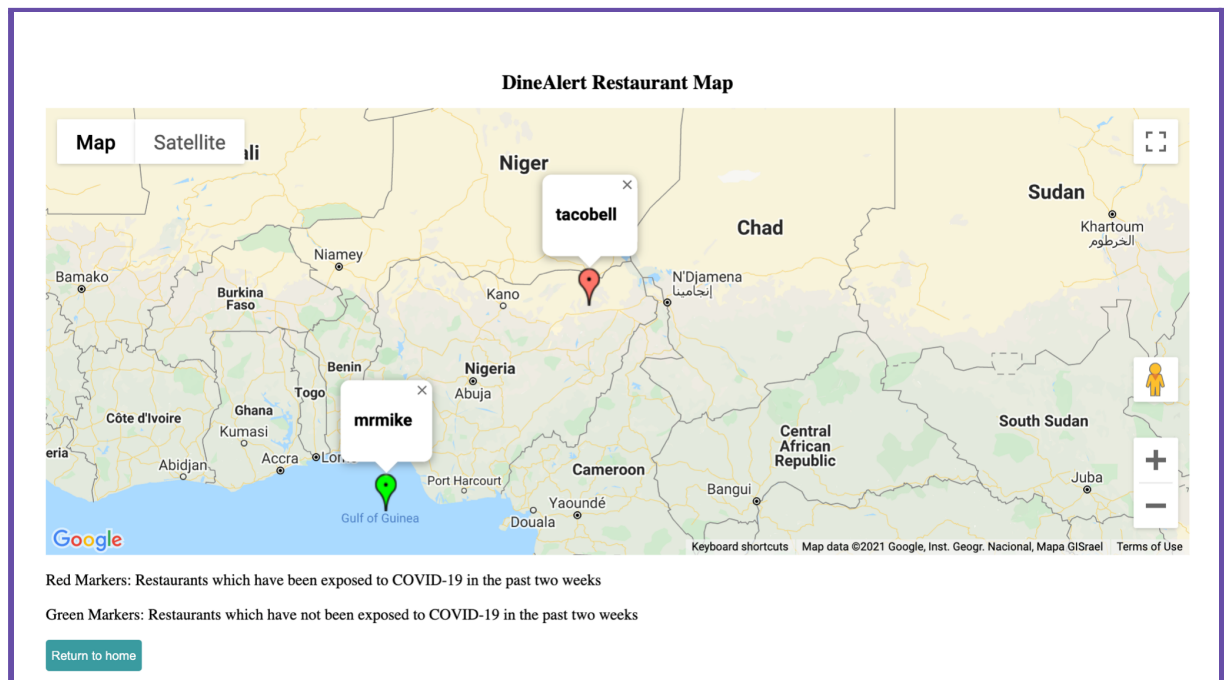 DineAlert Restaurant Map
Map
Satellite
ali
Niger
Sudan
tacobell
Chad
Khartoum
الخرطوم
Niamey
Bamako
N'Djamena
إنجامينا
Kano
Burkina
Faso
Benin
Nigeria
Abuja
Togo
mrmike
Ghana
Côte d'Ivoire
Kumasi
South Sudan
Central
African
Republic
eria
Accra
Lom
Abidjan
Cameroon
Port Harcourt
Juba
Bangui
Yaoundé
Gulf of Guinea
Douala
Google
Keyboard shortcuts
Map data ©2021 Google, Inst. Geogr. Nacional, Mapa GISrael
Terms of Use
Red Markers: Restaurants which have been exposed to COVID-19 in the past two weeks
Green Markers: Restaurants which have not been exposed to COVID-19 in the past two weeks
Return to home